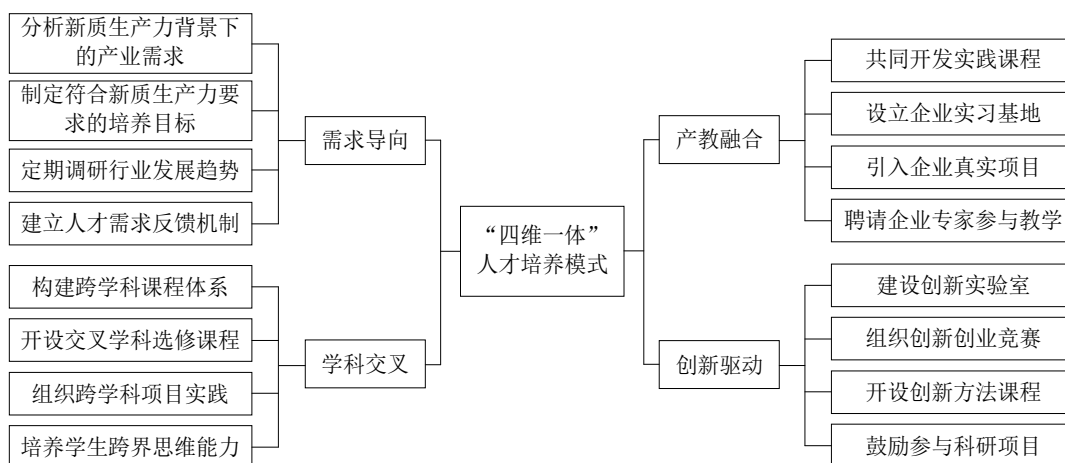 分析新质生产力背景下
的产业需求
制定符合新质生产力要
求的培养目标
定期调研行业发展趋势
建立人才需求反馈机制
需求导向
构建跨学科课程体系
开设交叉学科选修课程
组织跨学科项目实践
培养学生跨界思维能力
学科交叉
“四维一体”
人才培养模式
产教融合
共同开发实践课程
设立企业实习基地
引入企业真实项目
聘请企业专家参与教学
创新驱动
建设创新实验室
组织创新创业竞赛
开设创新方法课程
鼓励参与科研项目